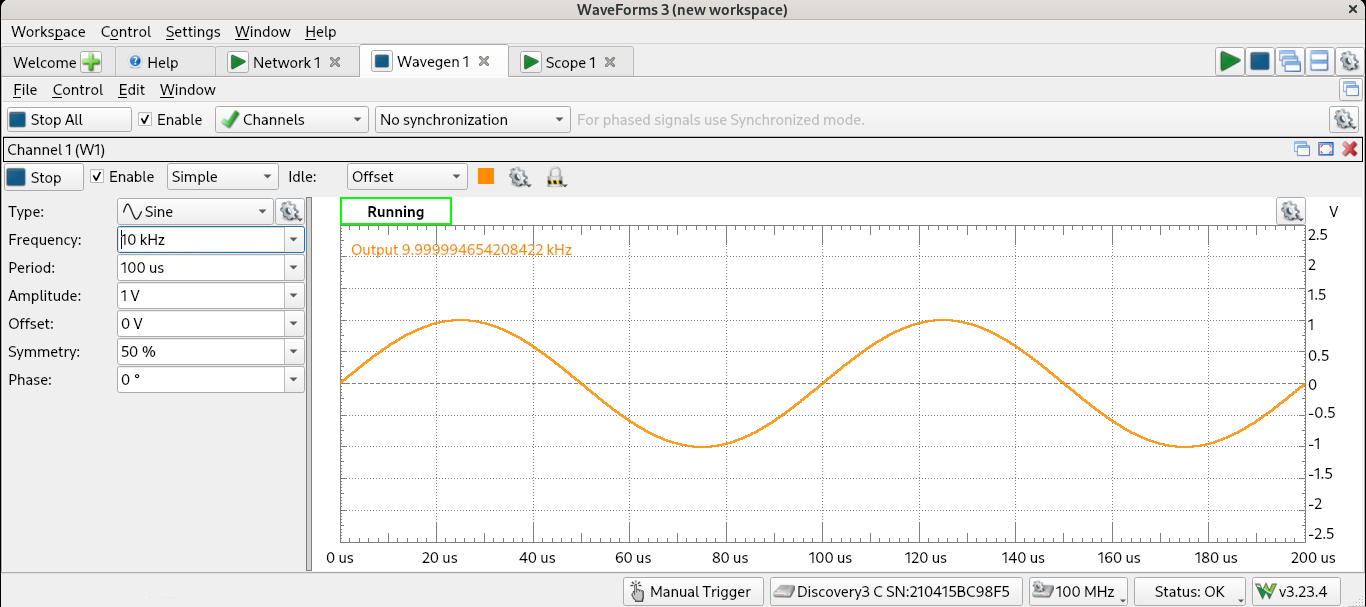 WaveForms 3 (new workspace)
Workspace Control Settings Window Help
Welcome Help Network 1 Wavegen 1 Scope 1
File Control Edit Window
Stop All Enable Channels No synchronization For phased signals use Synchronized mode.
Channel 1 (W1)
Stop Enable Simple Idle: Offset
Type: Sine
Frequency: 10 kHz
Period: 100 us
Amplitude: 1 V
Offset: 0 V
Symmetry: 50 %
Phase: 0 °
Running V
Output 9.999994654208422 kHz
2.5
2
1.5
1
0.5
0
-0.5
-1
-1.5
-2
-2.5
0 us 20 us 40 us 60 us 80 us 100 us 120 us 140 us 160 us 180 us 200 us
Manual Trigger Discovery3 C SN:210415BC98F5 100 MHz Status: OK v3.23.4